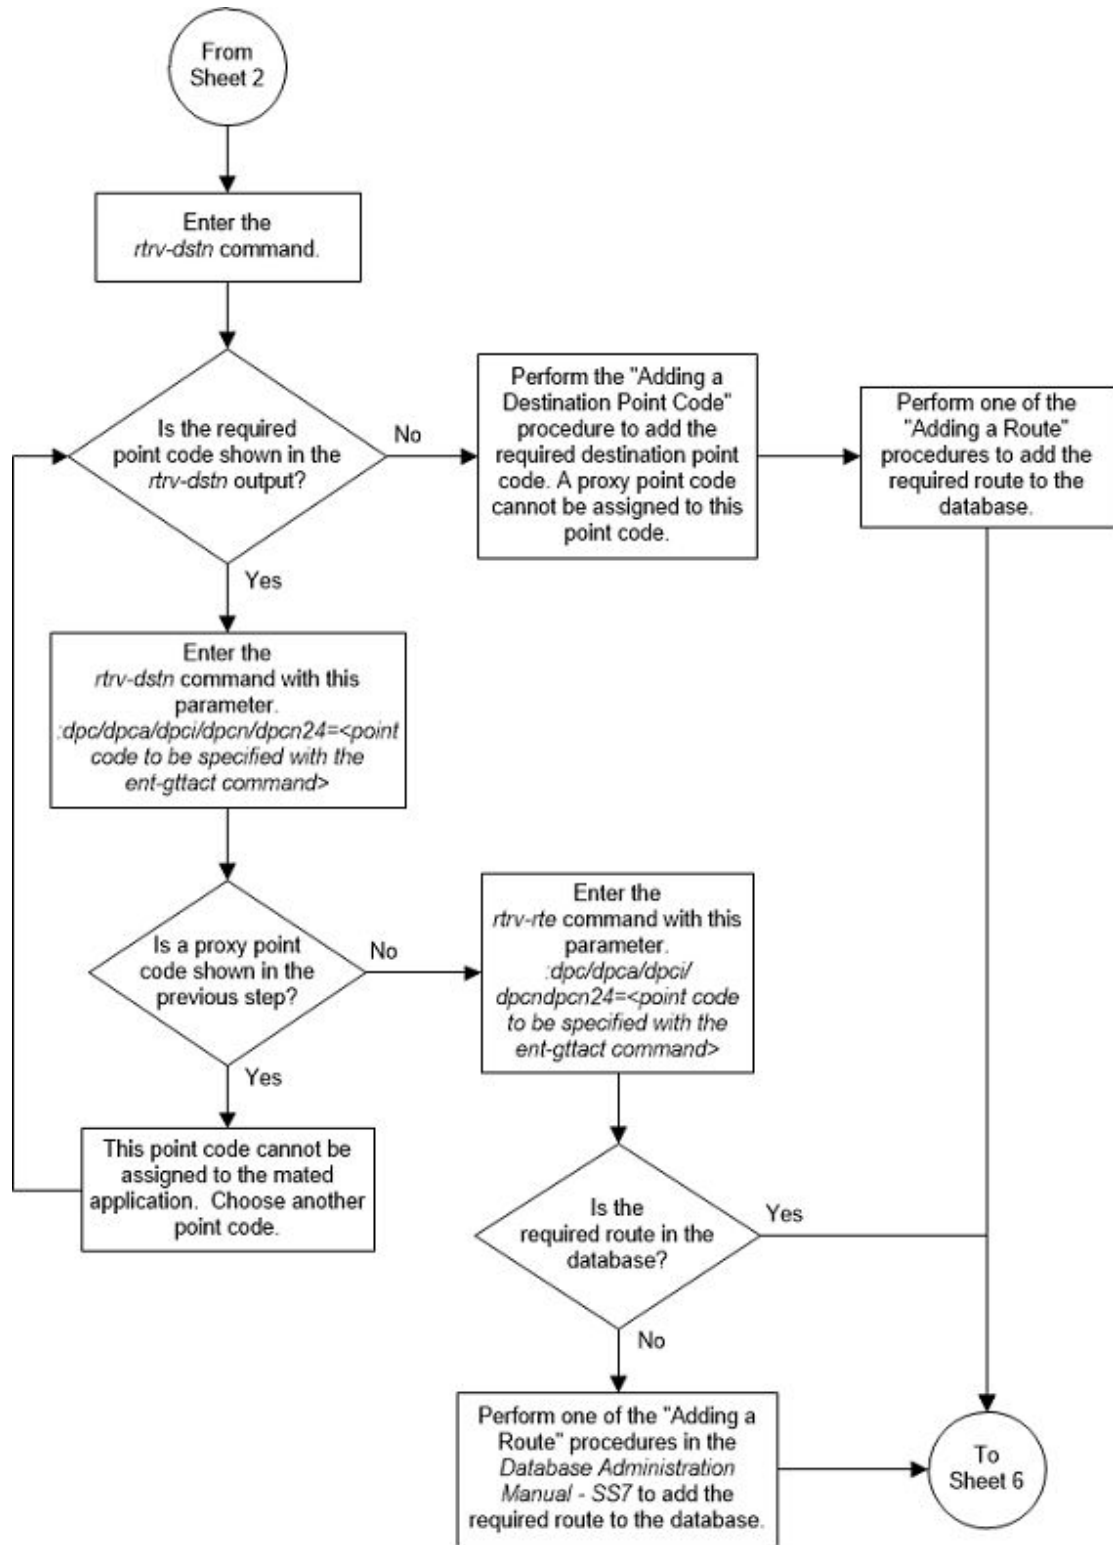 From
Sheet 2
Enter the
rtrv-dstn command.
Is the required
point code shown in the
rtrv-dstn output?
No
Perform the "Adding a
Destination Point Code"
procedure to add the
required destination point
code. A proxy point code
cannot be assigned to this
point code.
Perform one of the
"Adding a Route"
procedures to add the
required route to the
database.
Yes
Enter the
rtrv-dstn command with this
parameter.
:dpc/dpca/dpci/dpcn/dpcn24=<point
code to be specified with the
ent-gttact command>
Is a proxy point
code shown in the
previous step?
No
Enter the
rtrv-rte command with this
parameter.
:dpc/dpca/dpci/
dpcndpcn24=<point code
to be specified with the
ent-gttact command>
Yes
This point code cannot be
assigned to the mated
application. Choose another
point code.
Is the
required route in the
database?
Yes
No
Perform one of the "Adding a
Route" procedures in the
Database Administration
Manual - SS7 to add the
required route to the database.
To
Sheet 6